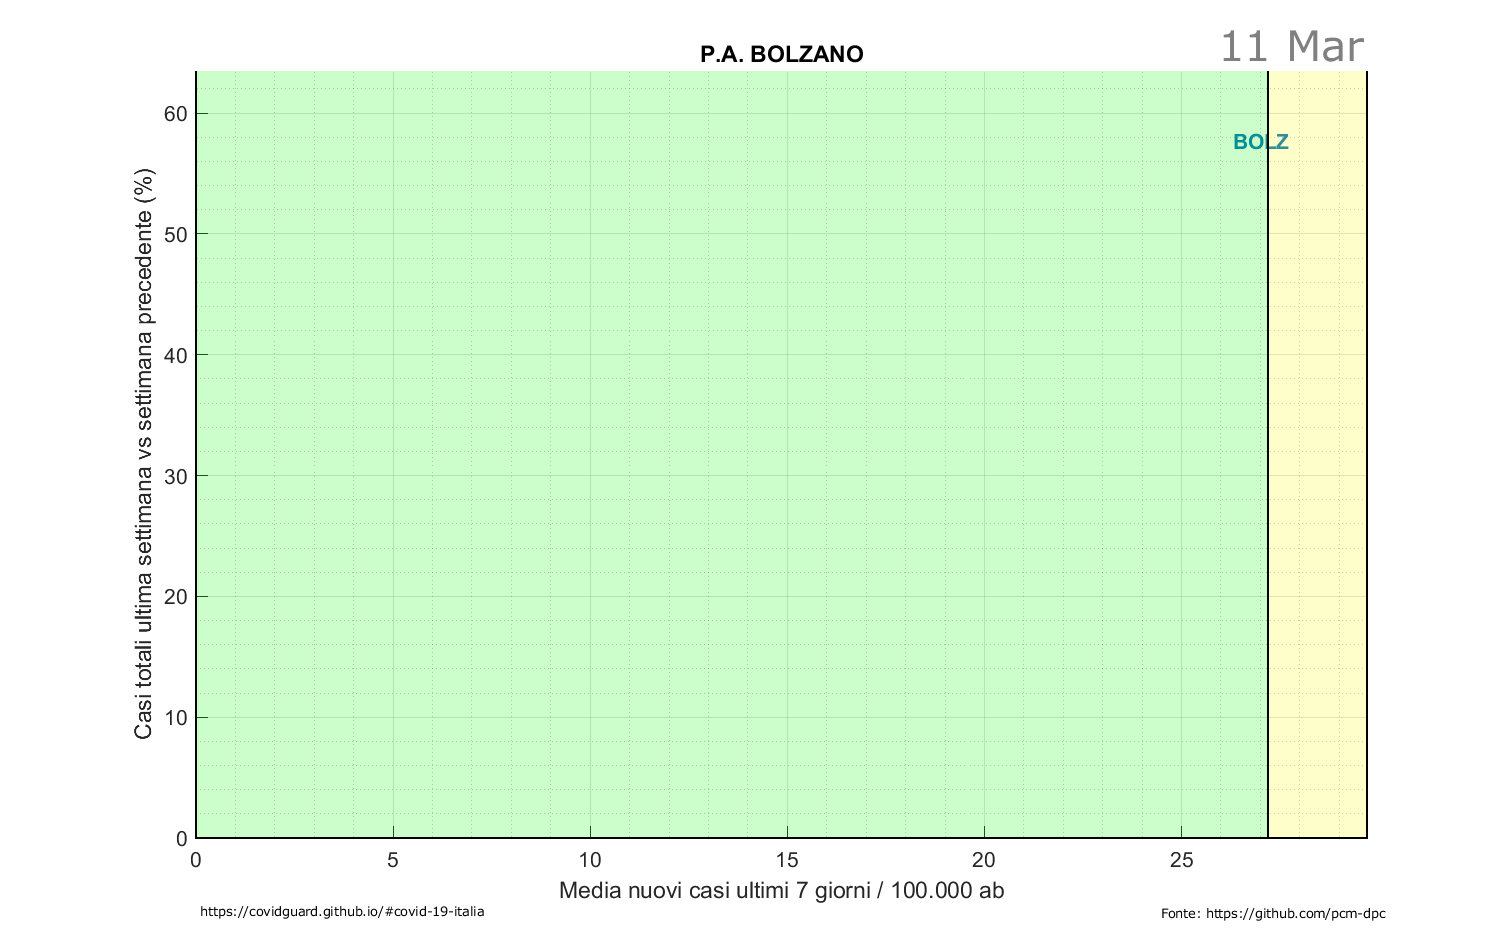 P.A. BOLZANO
11 Mar
BOLZ
Casi totali ultima settimana vs settimana precedente (%)
60
50
40
30
20
10
0
0 5 10 15 20 25
Media nuovi casi ultimi 7 giorni / 100.000 ab
https://covidguard.github.io/#covid-19-italia
Fonte: https://github.com/pcm-dpc